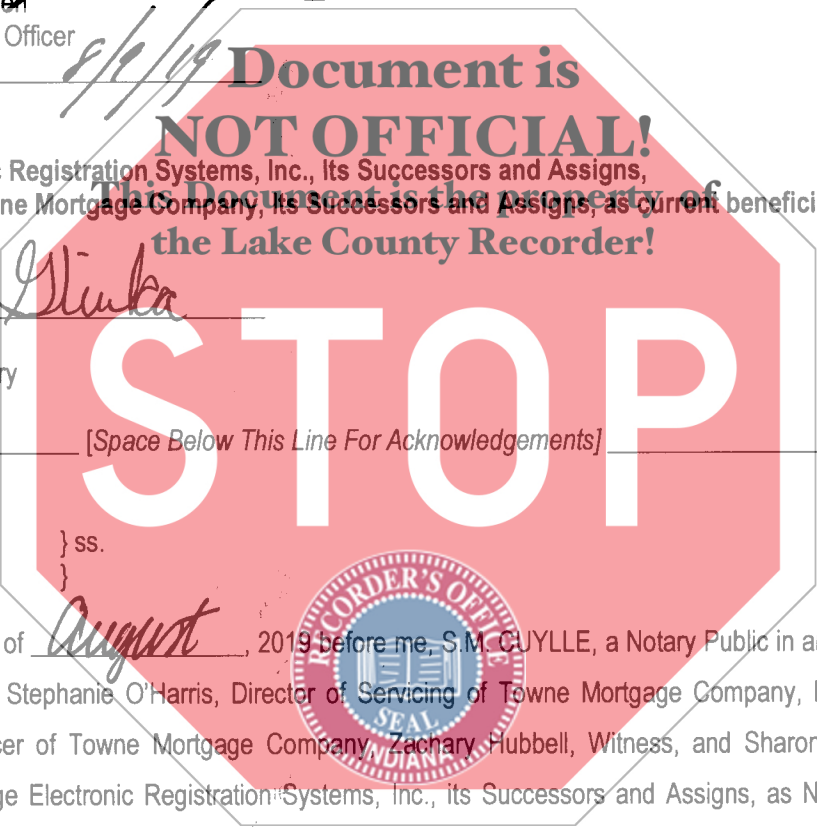 Officer
8/9/19
Document is
NOT OFFICIAL!
Registration Systems, Inc., Its Successors and Assigns,
This Document is the property of
ne Mortgage Company, Its Successors and Assigns, as current benefici
the Lake County Recorder!
Glinka
ry
STOP
[Space Below This Line For Acknowledgements]
} ss.
}
RECORDER'S OFFICE
of August, 2019 before me, S.M. CUYLLE, a Notary Public in a
Stephanie O'Harris, Director of Servicing of Towne Mortgage Company,
SEAL
cer of Towne Mortgage Company, Zachary Hubbell, Witness, and Sharon
INDIANA
ge Electronic Registration Systems, Inc., its Successors and Assigns, as N